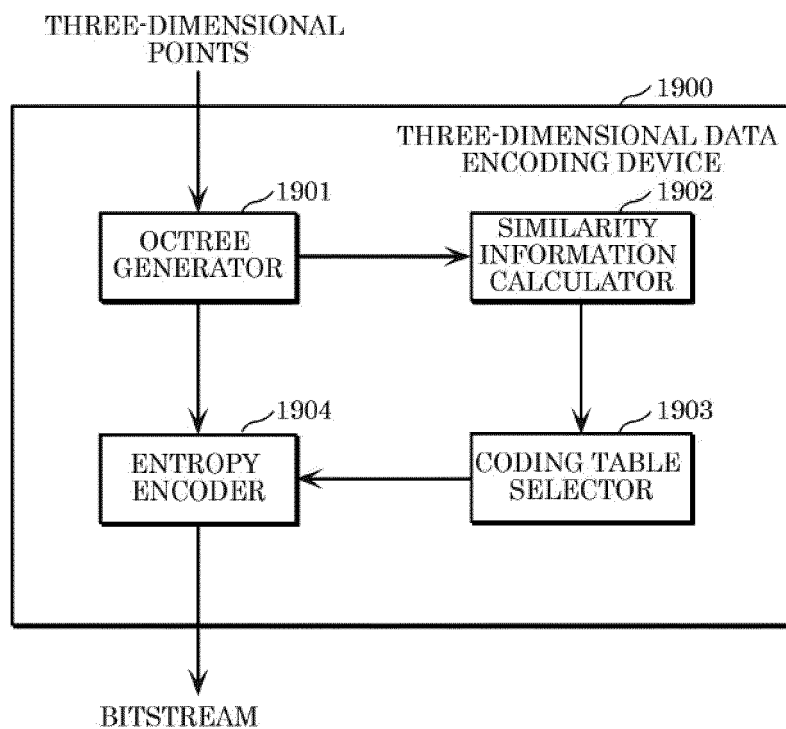 THREE-DIMENSIONAL
POINTS
1900
THREE-DIMENSIONAL DATA
ENCODING DEVICE
1901
OCTREE
GENERATOR
1902
SIMILARITY
INFORMATION
CALCULATOR
1904
ENTROPY
ENCODER
1903
CODING TABLE
SELECTOR
BITSTREAM